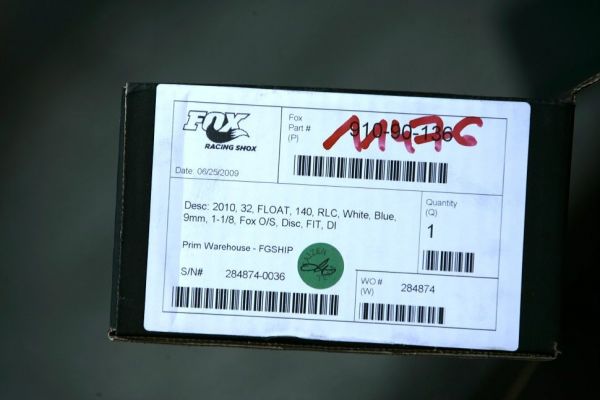 FOX
RACING SHOX
Date: 06/25/2009
Fox
Part #
(P)
910-90-136
11476
Desc: 2010, 32, FLOAT, 140, RLC, White, Blue,
9mm, 1-1/8, Fox O/S, Disc, FIT, DI
Quantity
(Q)
1
Prim Warehouse - FGSHIP
S/N# 284874-0036
WO #
(W)
284874